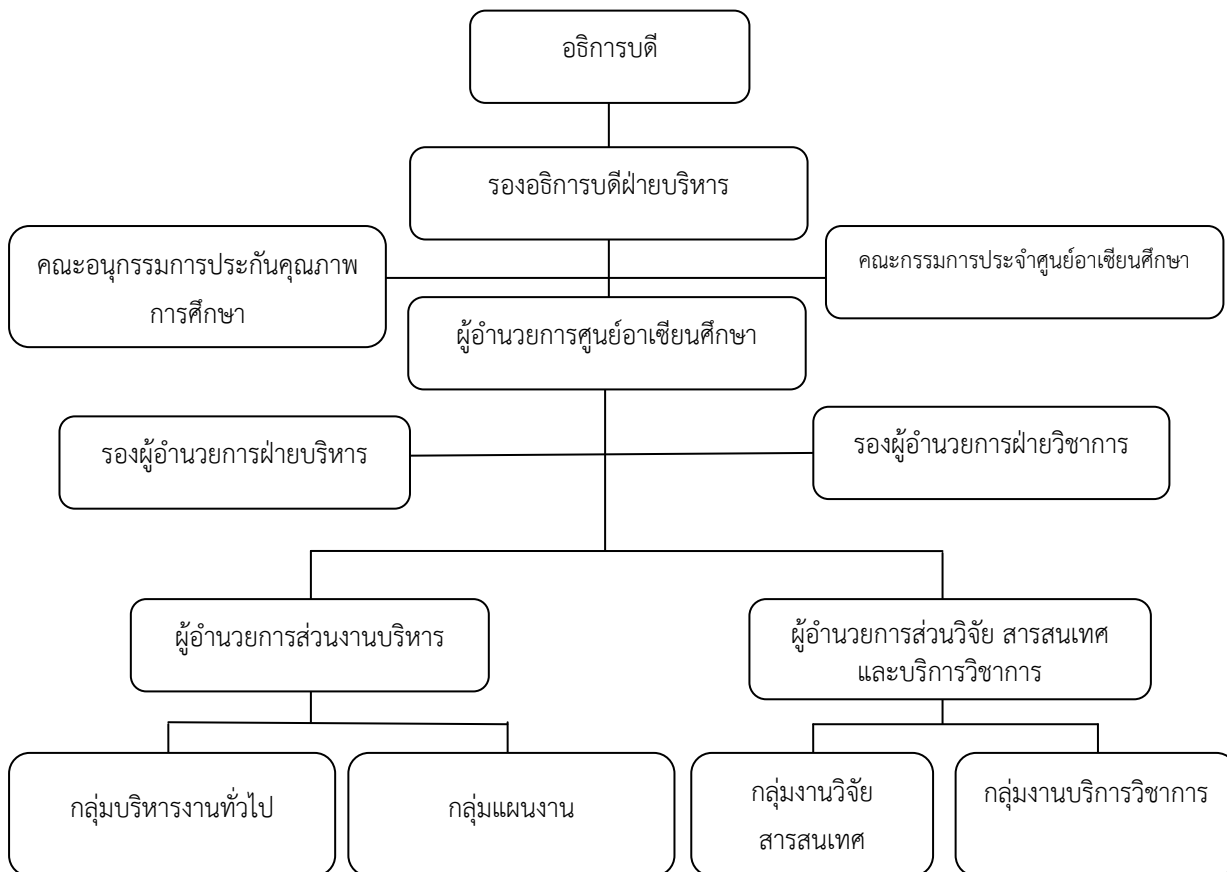 อธิการบดี
รองอธิการบดีฝ่ายบริหาร
คณะอนุกรรมการประกันคุณภาพ
การศึกษา
คณะกรรมการประจำศูนย์อาเซียนศึกษา
ผู้อำนวยการศูนย์อาเซียนศึกษา
รองผู้อำนวยการฝ่ายบริหาร
รองผู้อำนวยการฝ่ายวิชาการ
ผู้อำนวยการส่วนงานบริหาร
ผู้อำนวยการส่วนวิจัย สารสนเทศ
และบริการวิชาการ
กลุ่มบริหารงานทั่วไป
กลุ่มแผนงาน
กลุ่มงานวิจัย
สารสนเทศ
กลุ่มงานบริการวิชาการ